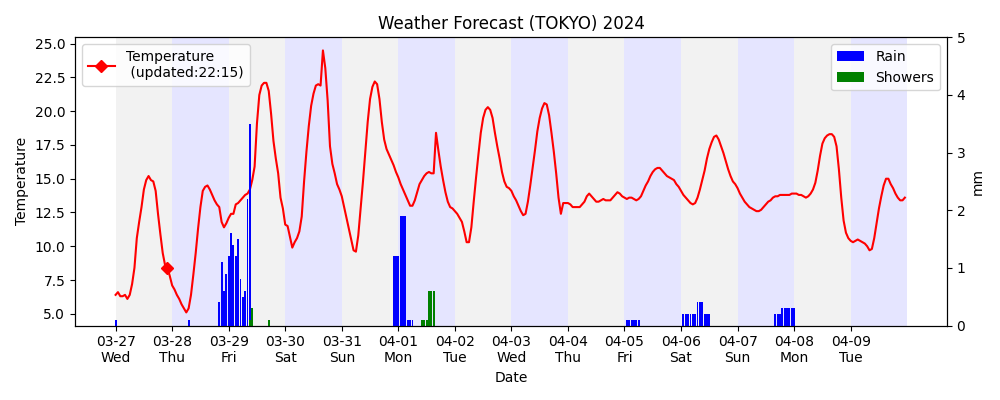 Weather Forecast (TOKYO) 2024
Temperature
(updated:22:15)
Rain
Showers
25.0
22.5
20.0
17.5
15.0
12.5
10.0
7.5
5.0
Temperature
5
4
3
2
1
0
mm
03-27 03-28 03-29 03-30 03-31 04-01 04-02 04-03 04-04 04-05 04-06 04-07 04-08 04-09
Wed Thu Fri Sat Sun Mon Tue Wed Thu Fri Sat Sun Mon Tue
Date